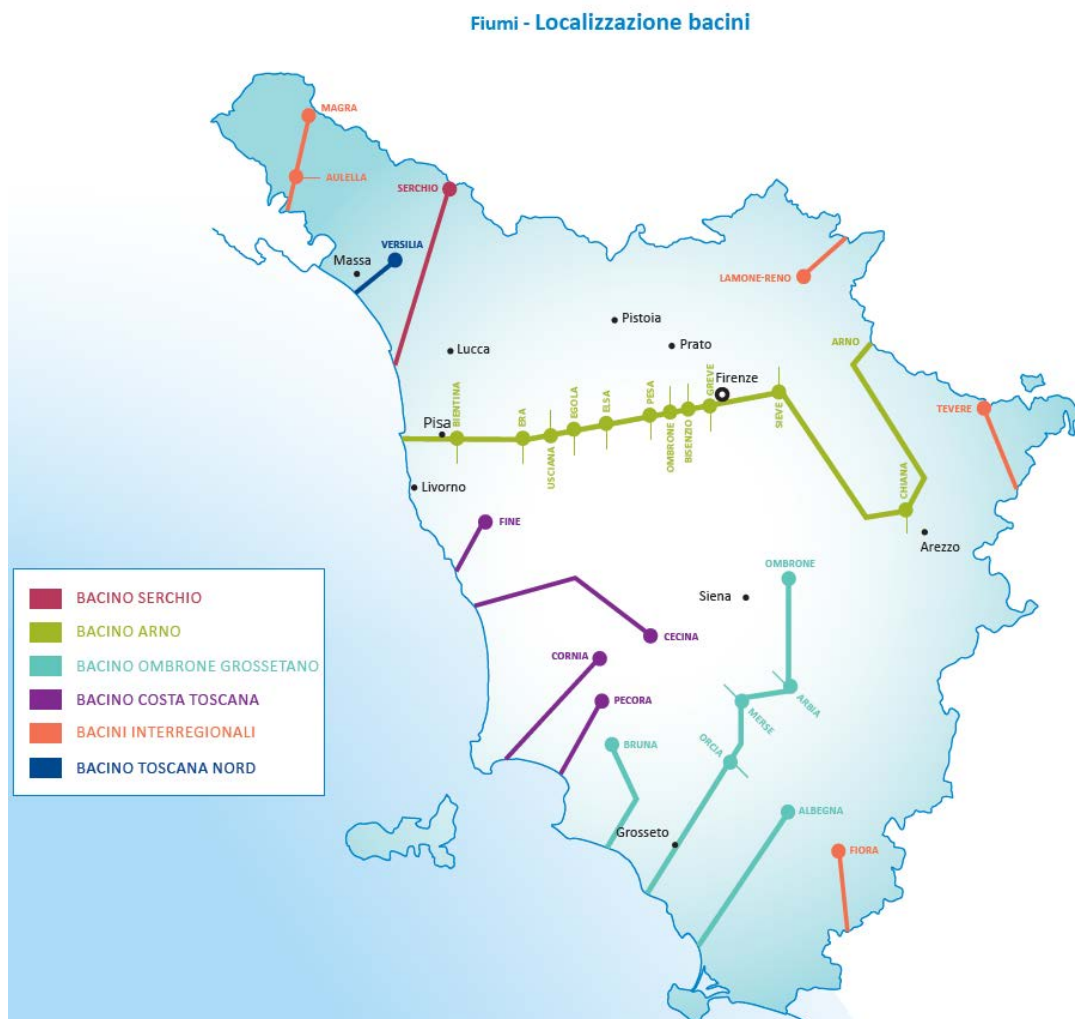 Fiumi - Localizzazione bacini
MAGRA
AULELLA
SERCHIO
VERSILIA
Massa
LAMONE-RENO
Pistoia
Prato
Lucca
ARNO
Firenze
TEVERE
Pisa
BIENTINA
ERA
USCIANA
EGOLA
ELSA
PESA
OMBRONE
BISENZIO
GREVE
SIEVE
CHIANA
Livorno
FINE
Arezzo
OMBRONE
Siena
CECINA
CORNIA
PECORA
ARBIA
MERSE
ORCIA
BRUNA
ALBEGNA
Grosseto
FIORA
BACINO SERCHIO
BACINO ARNO
BACINO OMBRONE GROSSETANO
BACINO COSTA TOSCANA
BACINI INTERREGIONALI
BACINO TOSCANA NORD